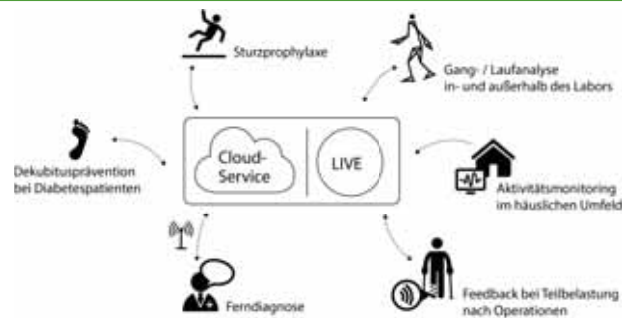 Sturzprophylaxe
Gang- / Laufanalyse
in- und außerhalb des Labors
Cloud-
Service
LIVE
Dekubitusprävention
bei Diabetespatienten
Aktivitätsmonitoring
im häuslichen Umfeld
Ferndiagnose
Feedback bei Teilbelastung
nach Operationen